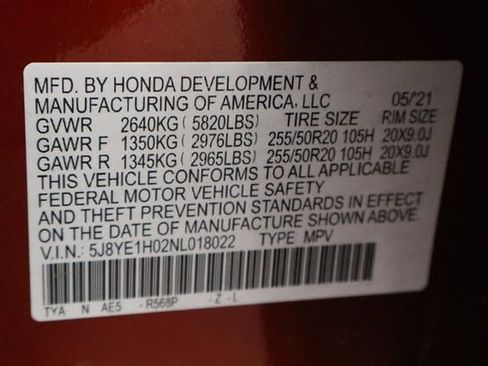 MFD. BY HONDA DEVELOPMENT &
MANUFACTURING OF AMERICA, LLC 05/'21
GVWR 2640KG ( 5820LBS) TIRE SIZE RIM SIZE
GAWR F 1350KG ( 2976LBS) 255/50R20 105H 20X9.0J
GAWR R 1345KG ( 2965LBS) 255/50R20 105H 20X9.0J
THIS VEHICLE CONFORMS TO ALL APPLICABLE
FEDERAL MOTOR VEHICLE SAFETY
AND THEFT PREVENTION STANDARDS IN EFFECT
ON THE DATE OF MANUFACTURE SHOWN ABOVE.
V.I.N.: 5J8YE1H02NL018022 TYPE: MPV
TYA N AE5 - R568P - Z - L